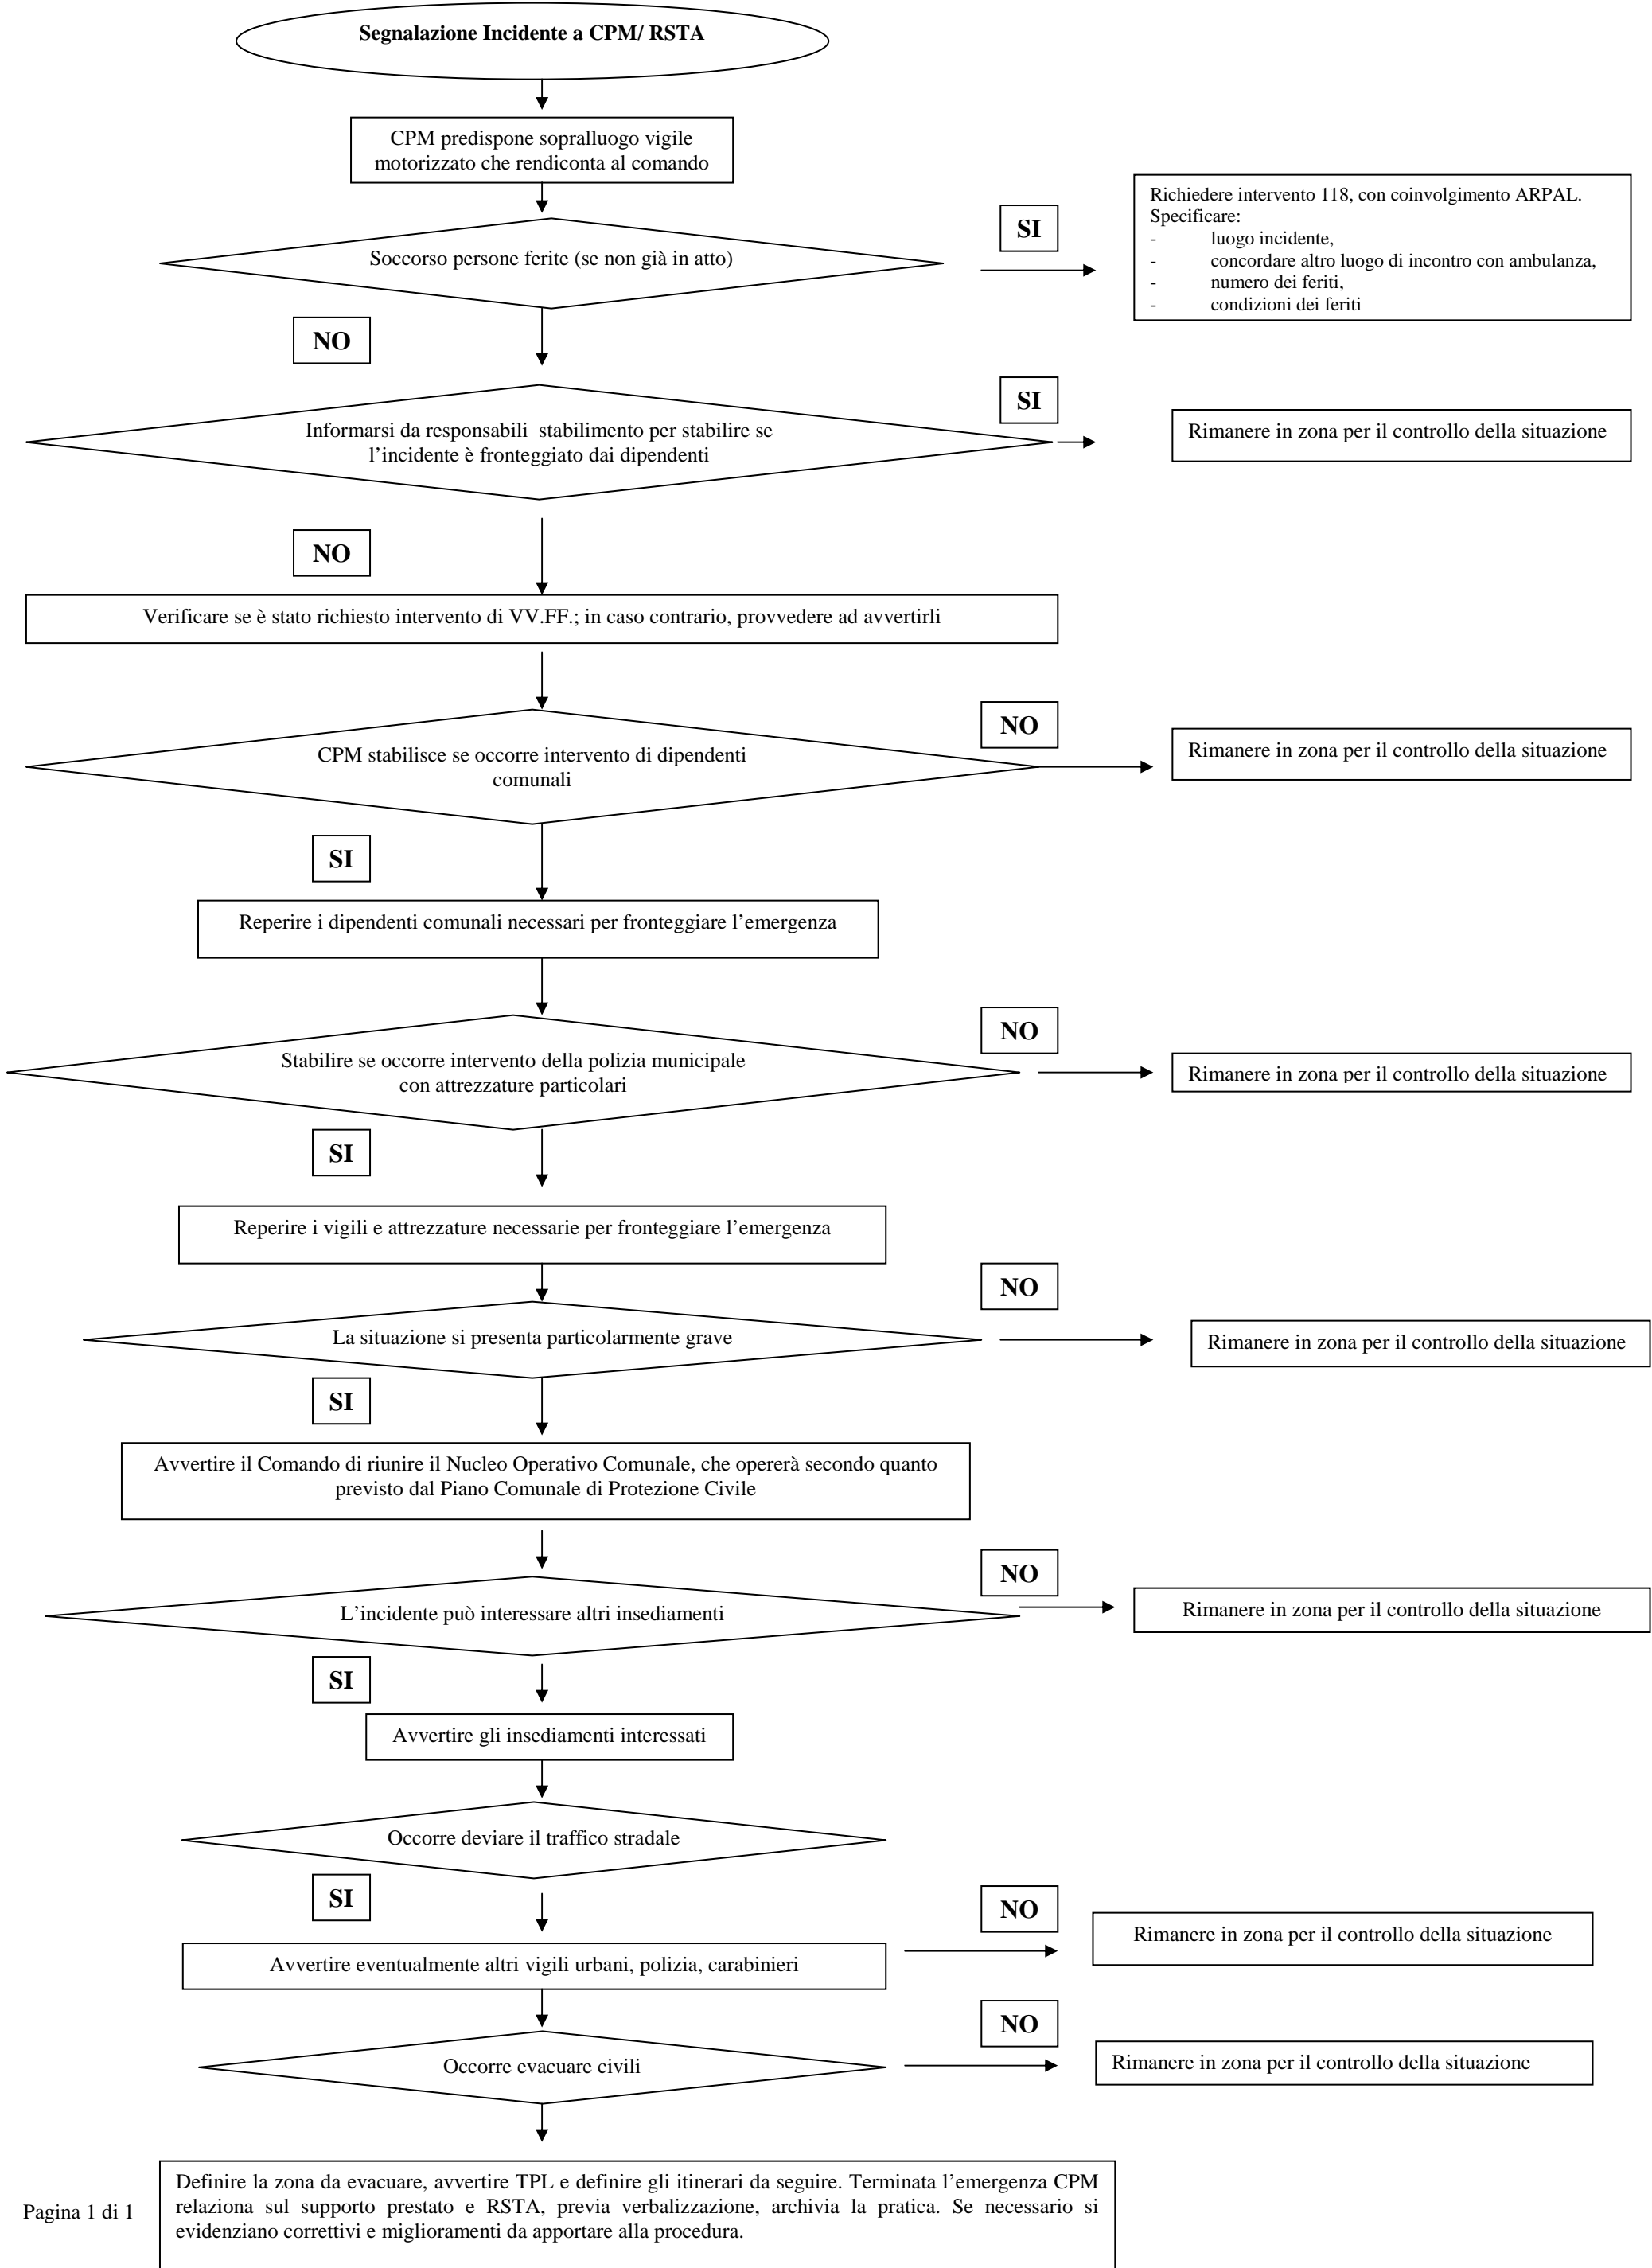 Segnalazione Incidente a CPM/ RSTA
CPM predispone sopralluogo vigile
motorizzato che rendiconta al comando
Soccorso persone ferite (se non già in atto)
SI
Richiedere intervento 118, con coinvolgimento ARPAL.
Specificare:
- luogo incidente,
- concordare altro luogo di incontro con ambulanza,
- numero dei feriti,
- condizioni dei feriti
NO
Informarsi da responsabili stabilimento per stabilire se
l’incidente è fronteggiato dai dipendenti
SI
Rimanere in zona per il controllo della situazione
NO
Verificare se è stato richiesto intervento di VV.FF.; in caso contrario, provvedere ad avvertirli
CPM stabilisce se occorre intervento di dipendenti
comunali
NO
Rimanere in zona per il controllo della situazione
SI
Reperire i dipendenti comunali necessari per fronteggiare l’emergenza
Stabilire se occorre intervento della polizia municipale
con attrezzature particolari
NO
Rimanere in zona per il controllo della situazione
SI
Reperire i vigili e attrezzature necessarie per fronteggiare l’emergenza
La situazione si presenta particolarmente grave
NO
Rimanere in zona per il controllo della situazione
SI
Avvertire il Comando di riunire il Nucleo Operativo Comunale, che opererà secondo quanto
previsto dal Piano Comunale di Protezione Civile
L’incidente può interessare altri insediamenti
NO
Rimanere in zona per il controllo della situazione
SI
Avvertire gli insediamenti interessati
Occorre deviare il traffico stradale
SI
NO
Rimanere in zona per il controllo della situazione
Avvertire eventualmente altri vigili urbani, polizia, carabinieri
Occorre evacuare civili
NO
Rimanere in zona per il controllo della situazione
Definire la zona da evacuare, avvertire TPL e definire gli itinerari da seguire. Terminata l’emergenza CPM
relaziona sul supporto prestato e RSTA, previa verbalizzazione, archivia la pratica. Se necessario si
evidenziano correttivi e miglioramenti da apportare alla procedura.
Pagina 1 di 1